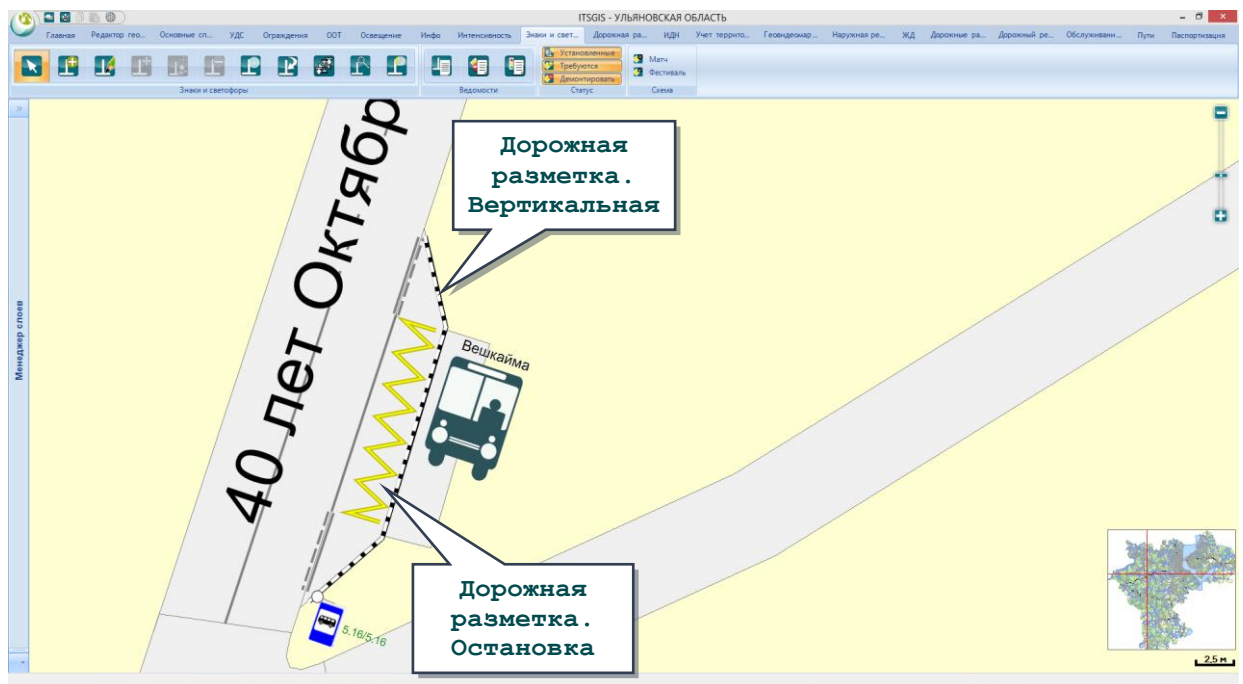 ITSGIS - УЛЬЯНОВСКАЯ ОБЛАСТЬ
Главная Редактор гео... Основные сл... УДС Ограждения ООТ Освещение Инфо Интенсивность Знаки и свет... Дорожная ра... ИДН Учет террито... Геовидеомар... Наружная ре... ЖД Дорожные ра... Дорожный ре... Обслуживани... Пути Паспортизация
Установленные
Требуются
Демонтировать
Матч
Фестиваль
Знаки и светофоры Ведомости Статус Схема
Менеджер слоев
40 лет Октябр
Дорожная
разметка.
Вертикальная
Вешкайма
Дорожная
разметка.
Остановка
5.16/5.16
2,5 м